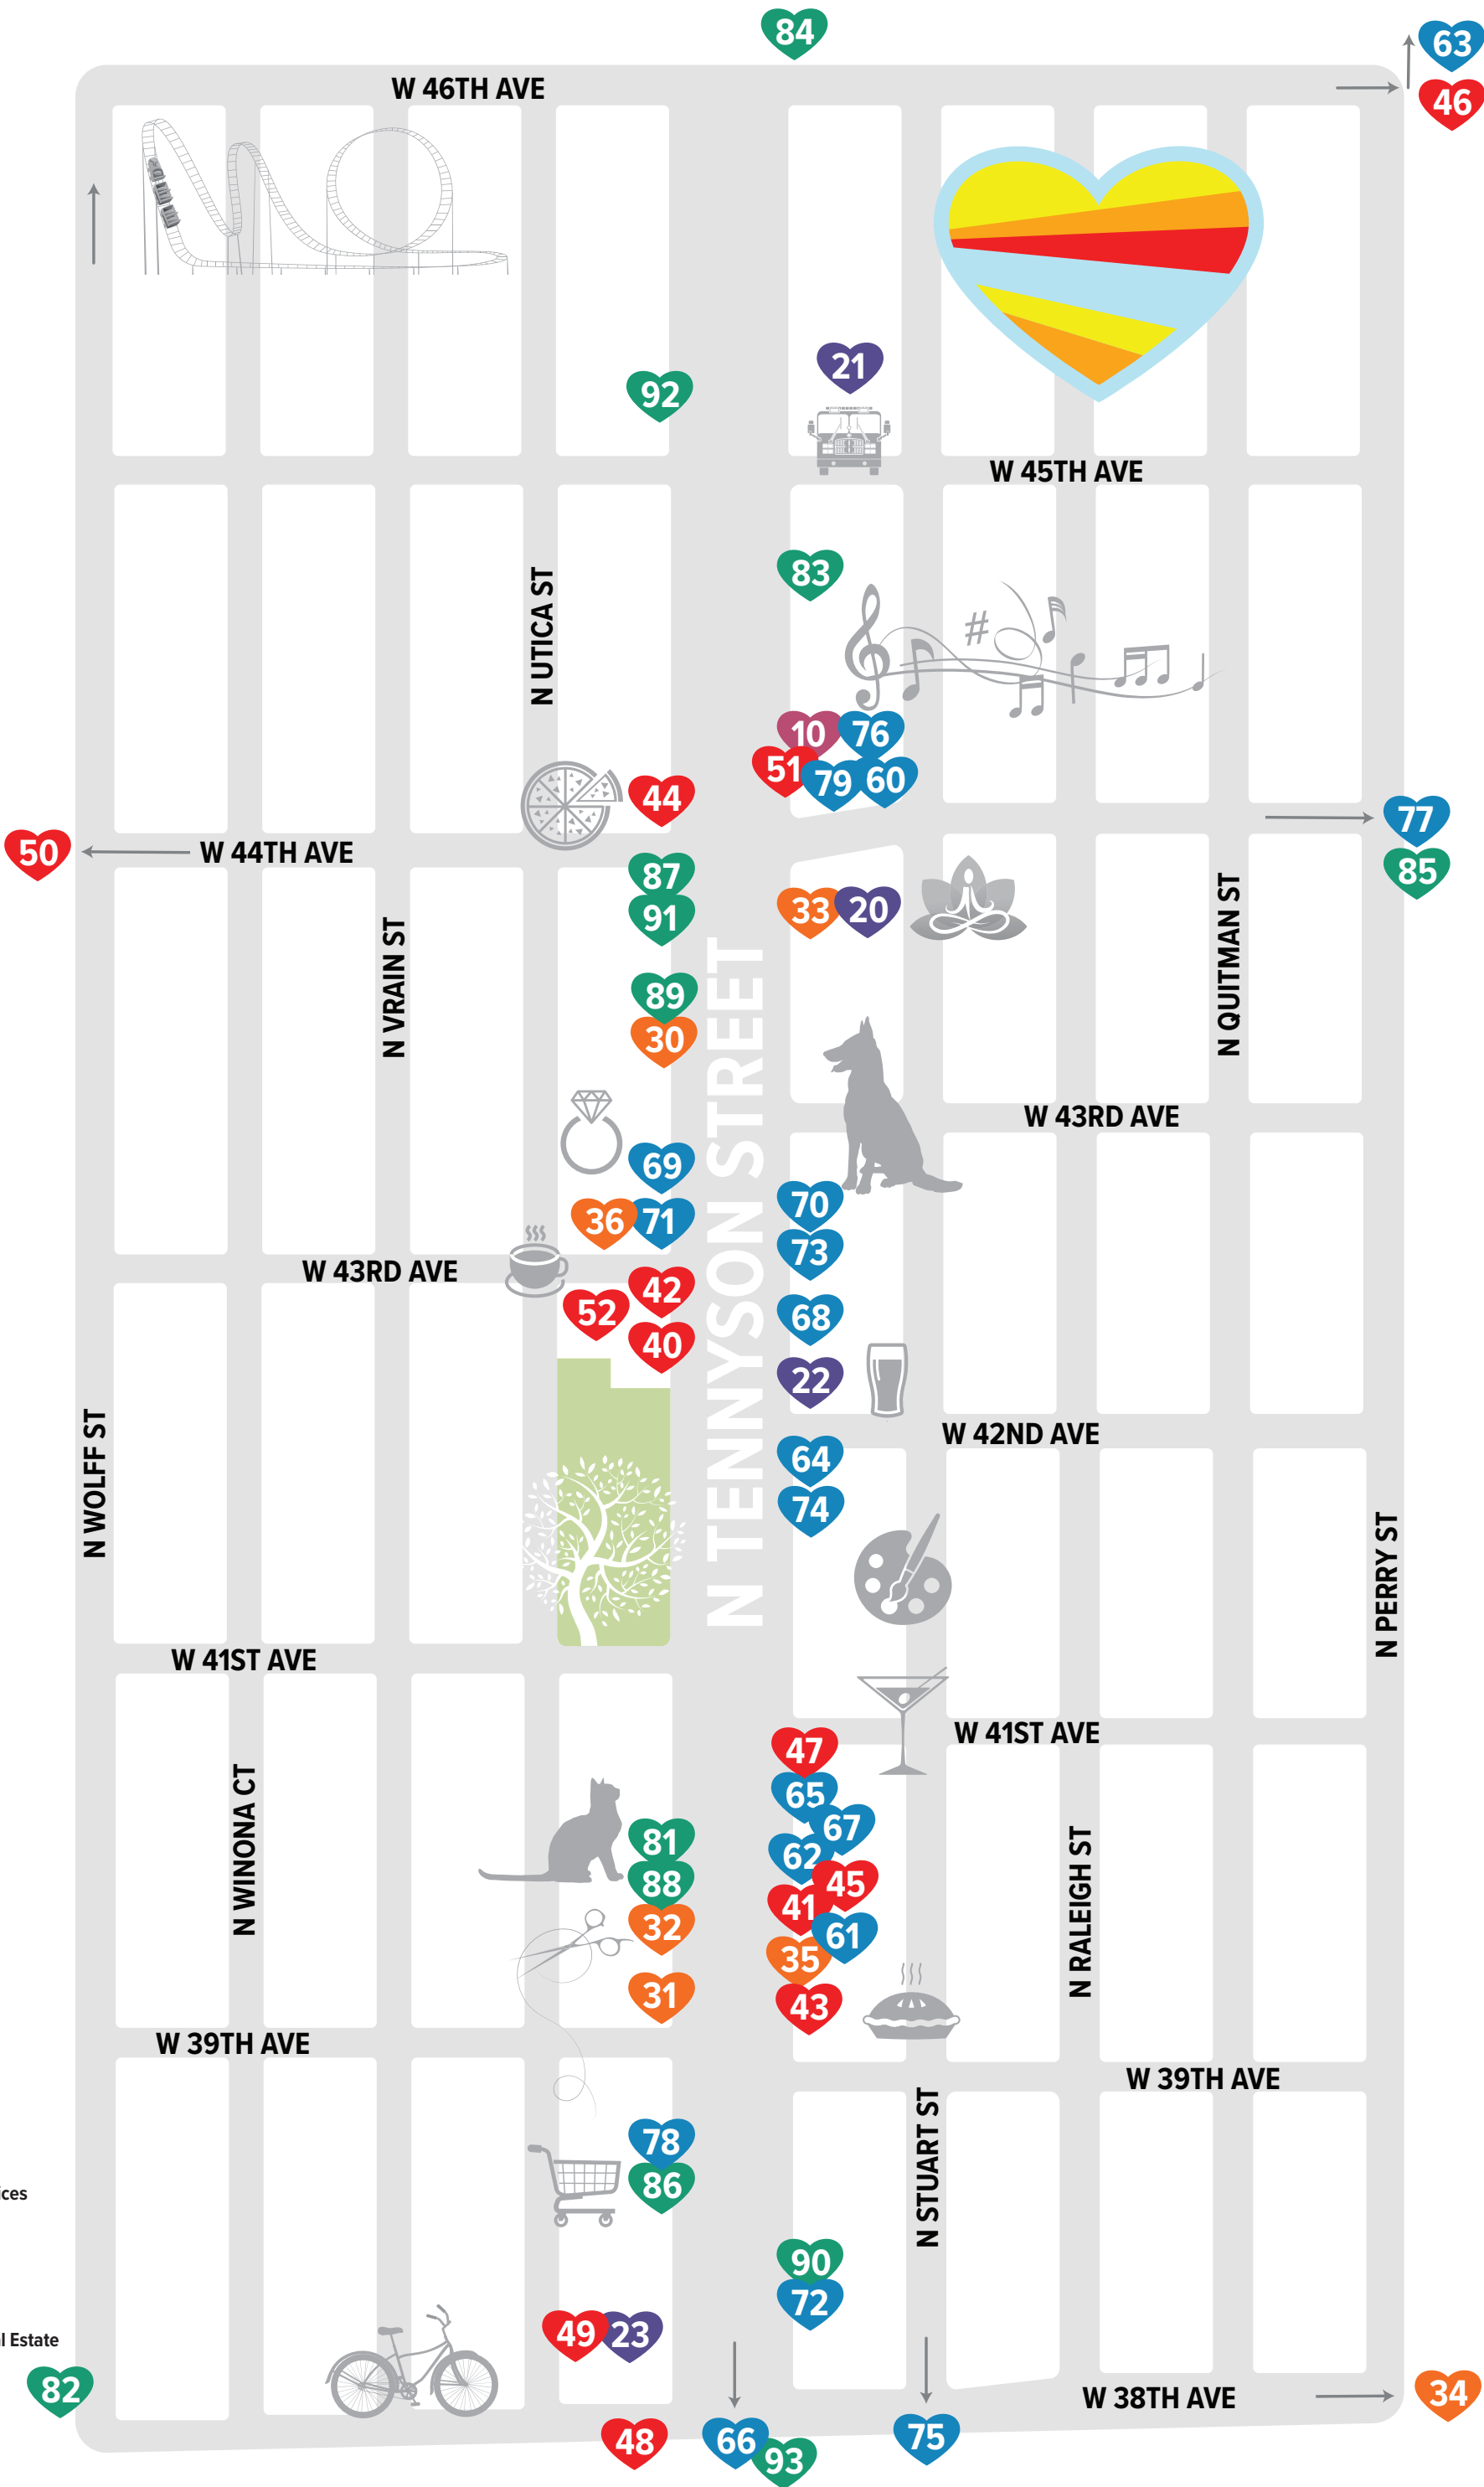 84
63
W 46TH AVE
46
21
92
W 45TH AVE
N UTICA ST
83
#
10 76
51 79 60
44
77
50
W 44TH AVE
87
85
33 20
91
N VRAIN ST
N QUITMAN ST
89
30
N TENNYSON STREET
W 43RD AVE
69
70
36 71
73
W 43RD AVE
42
52
68
40
22
W 42ND AVE
64
N WOLFF ST
74
N PERRY ST
W 41ST AVE
W 41ST AVE
47
65
67
81
62
N WINONA CT
88
45
41
N RALEIGH ST
32
61
35
31
43
W 39TH AVE
W 39TH AVE
78
N STUART ST
86
ices
90
72
49 23
l Estate
82
34
W 38TH AVE
48
66
75
93